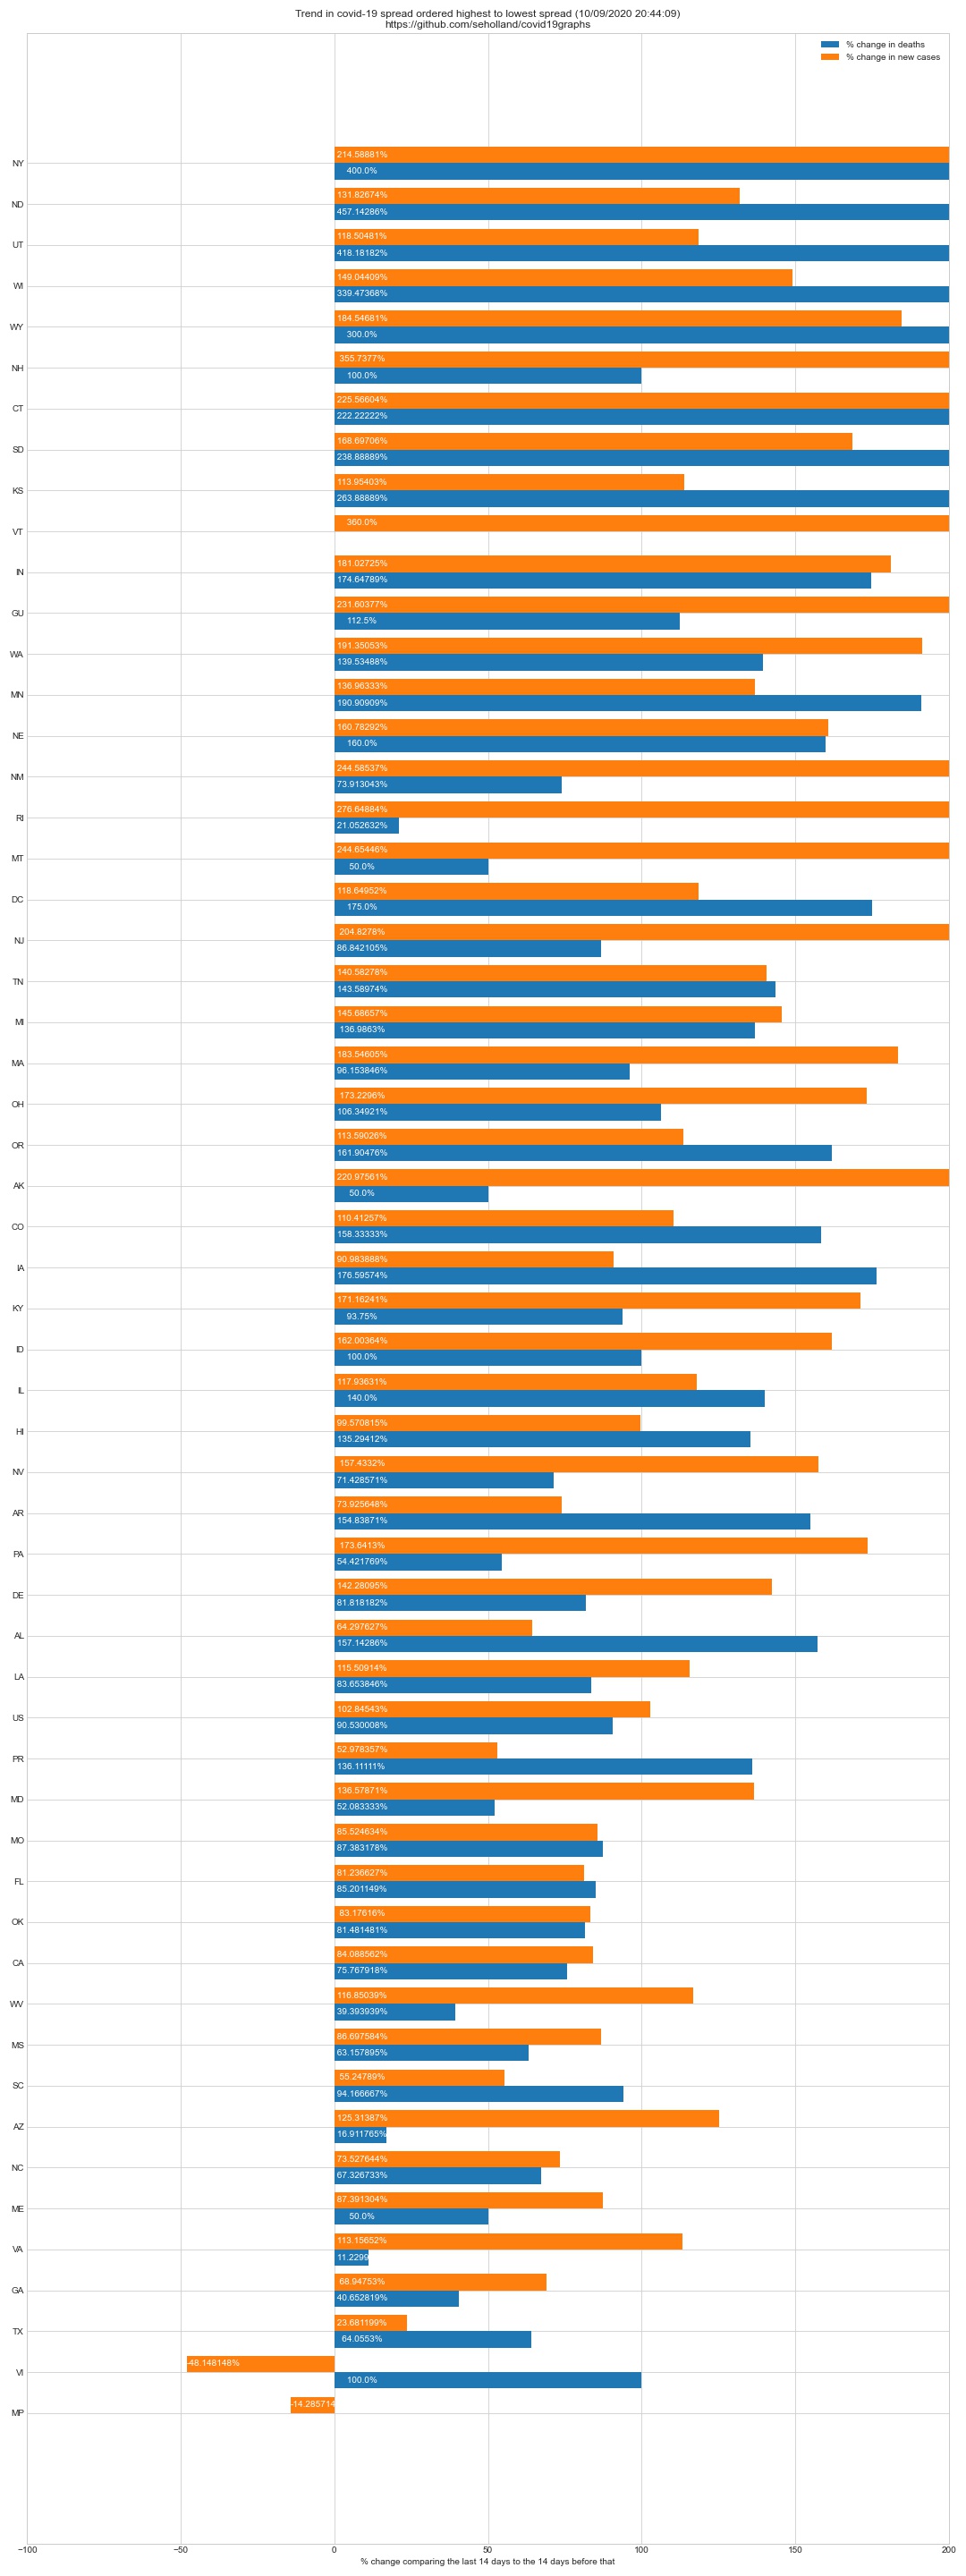 Trend in covid-19 spread ordered highest to lowest spread (10/09/2020 20:44:09)
https://github.com/seholland/covid19graphs
% change in deaths
% change in new cases
214.58881%
NY
400.0%
131.82674%
ND
457.14286%
118.50481%
UT
418.18182%
149.04409%
WI
339.47368%
184.54681%
WY
300.0%
355.7377%
NH
100.0%
225.56604%
CT
222.22222%
168.69706%
SD
238.88889%
113.95403%
KS
263.88889%
360.0%
VT
181.02725%
IN
174.64789%
231.60377%
GU
112.5%
191.35053%
WA
139.53488%
136.96333%
MN
190.90909%
160.78292%
NE
160.0%
244.58537%
NM
73.913043%
276.64884%
RI
21.052632%
244.65446%
MT
50.0%
118.64952%
DC
175.0%
204.8278%
NJ
86.842105%
140.58278%
TN
143.58974%
145.68657%
MI
136.9863%
183.54605%
MA
96.153846%
173.2296%
OH
106.34921%
113.59026%
OR
161.90476%
220.97561%
AK
50.0%
110.41257%
CO
158.33333%
90.983888%
IA
176.59574%
171.16241%
KY
93.75%
162.00364%
ID
100.0%
117.93631%
IL
140.0%
99.570815%
HI
135.29412%
157.4332%
NV
71.428571%
73.925648%
AR
154.83871%
173.6413%
PA
54.421769%
142.28095%
DE
81.818182%
64.297627%
AL
157.14286%
115.50914%
LA
83.653846%
102.84543%
US
90.530008%
52.978357%
PR
136.11111%
136.57871%
MD
52.083333%
85.524634%
MO
87.383178%
81.236627%
FL
85.201149%
83.17616%
OK
81.481481%
84.088562%
CA
75.767918%
116.85039%
WV
39.393939%
86.697584%
MS
63.157895%
55.24789%
SC
94.166667%
125.31387%
AZ
16.911765%
73.527644%
NC
67.326733%
87.391304%
ME
50.0%
113.15652%
VA
11.2299
68.94753%
GA
40.652819%
23.681199%
TX
64.0553%
-48.148148%
VI
100.0%
-14.285714
MP
−100 −50 0 50 100 150 200
% change comparing the last 14 days to the 14 days before that